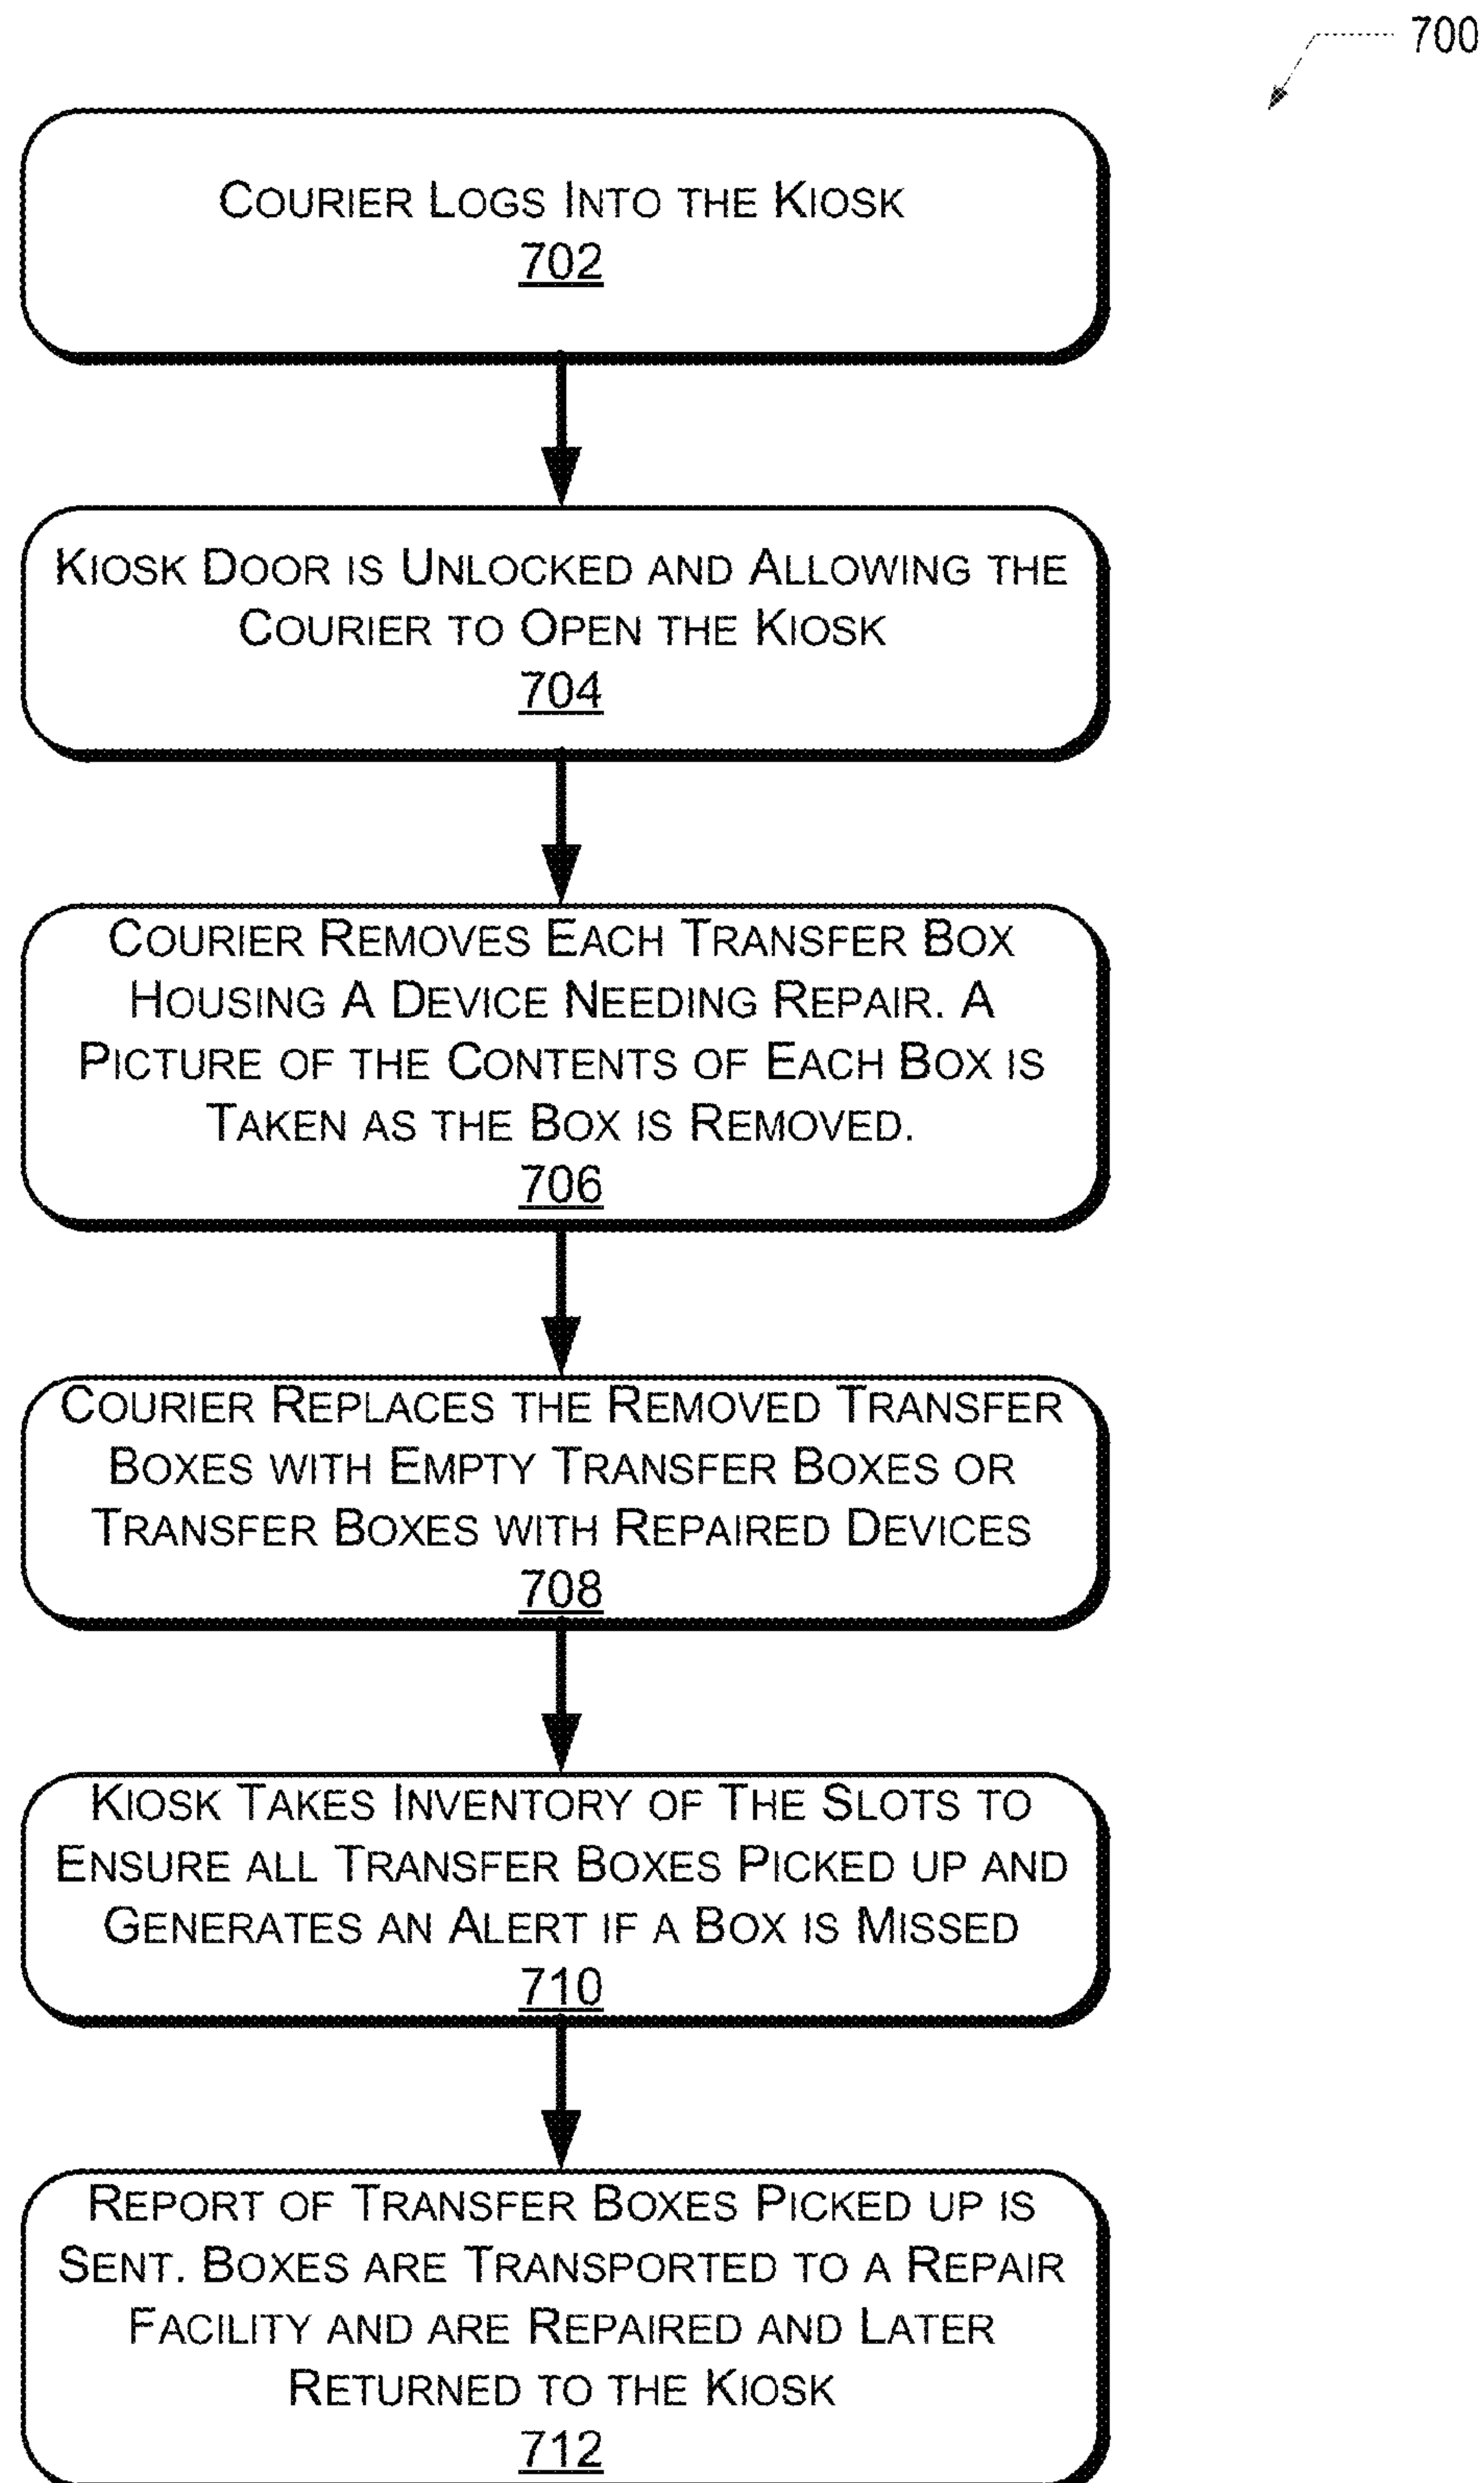 700
COURIER LOGS INTO THE KIOSK
702
KIOSK DOOR IS UNLOCKED AND ALLOWING THE
COURIER TO OPEN THE KIOSK
704
COURIER REMOVES EACH TRANSFER BOX
HOUSING A DEVICE NEEDING REPAIR. A
PICTURE OF THE CONTENTS OF EACH BOX IS
TAKEN AS THE BOX IS REMOVED.
706
COURIER REPLACES THE REMOVED TRANSFER
BOXES WITH EMPTY TRANSFER BOXES OR
TRANSFER BOXES WITH REPAIRED DEVICES
708
KIOSK TAKES INVENTORY OF THE SLOTS TO
ENSURE ALL TRANSFER BOXES PICKED UP AND
GENERATES AN ALERT IF A BOX IS MISSED
710
REPORT OF TRANSFER BOXES PICKED UP IS
SENT. BOXES ARE TRANSPORTED TO A REPAIR
FACILITY AND ARE REPAIRED AND LATER
RETURNED TO THE KIOSK
712